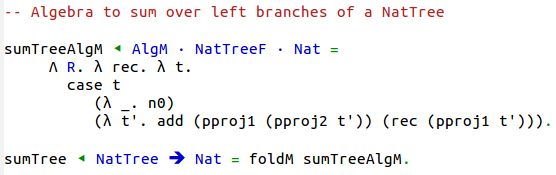 -- Algebra to sum over left branches of a NatTree
sumTreeAlgM ◂ AlgM · NatTreeF · Nat =
Λ R. λ rec. λ t.
case t
(λ _. n0)
(λ t'. add (pproj1 (pproj2 t')) (rec (pproj1 t'))).
sumTree ◂ NatTree ➔ Nat = foldM sumTreeAlgM.